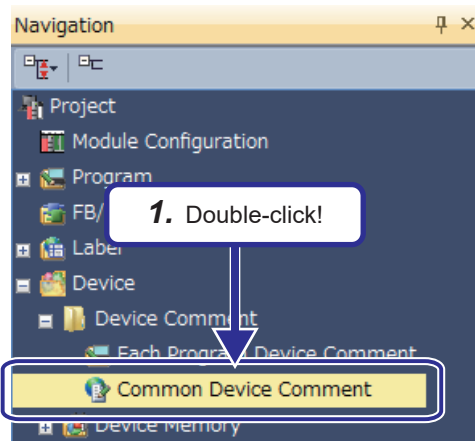 Navigation
Project
Module Configuration
Program
FB/
1. Double-click!
Label
Device
Device Comment
Each Program Device Comment
Common Device Comment
Device Memory